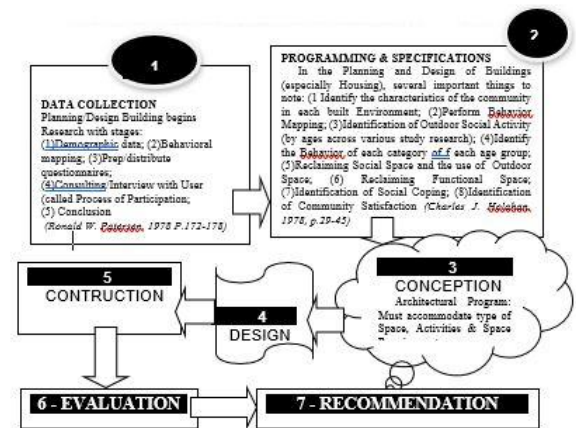 1
DATA COLLECTION
Planning/Design Building begins
Research with stages:
(1)Demographic data; (2)Behavioral
mapping; (3)Prep/distribute
questionnaires;
(4)Consulting/Interview with User
(called Process of Participation;
(5) Conclusion
(Ronald W. Paterson, 1978 P.172-178)
2
PROGRAMMING & SPECIFICATIONS
In the Planning and Design of Buildings
(especially Housing), several important things to
note: (1 Identify the characteristics of the community
in each built Environment; (2)Perform Behavior
Mapping; (3)Identification of Outdoor Social Activity
(by ages across various study research); (4)Identify
the Behavior of each category of f each age group;
(5)Reclaiming Social Space and the use of Outdoor
Space; (6) Reclaiming Functional Space;
(7)Identification of Social Coping; (8)Identification
of Community Satisfaction (Charles J. Holahan,
1978, p.29-45)
3
CONCEPTION
Architectural Program:
Must accommodate type of
Space, Activities & Space
4
DESIGN
5
CONTRUCTION
6 - EVALUATION
7 - RECOMMENDATION